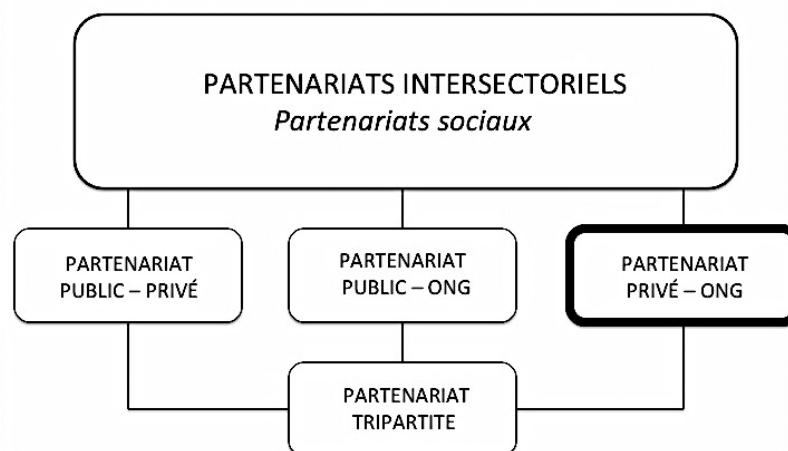 PARTENARIATS INTERSECTORIELS
Partenariats sociaux
PARTENARIAT
PUBLIC – PRIVÉ
PARTENARIAT
PUBLIC – ONG
PARTENARIAT
PRIVÉ – ONG
PARTENARIAT
TRIPARTITE